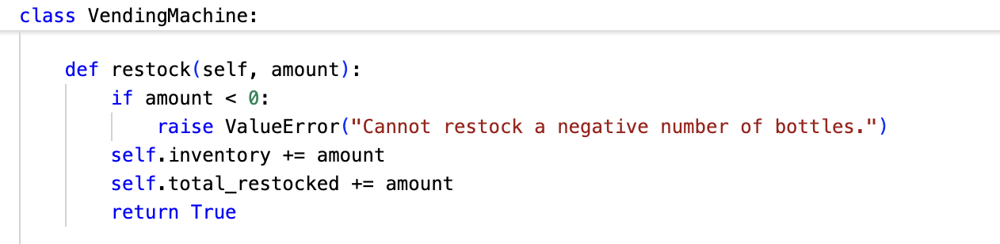 class VendingMachine:
    def restock(self, amount):
        if amount < 0:
            raise ValueError("Cannot restock a negative number of bottles.")
        self.inventory += amount
        self.total_restocked += amount
        return True